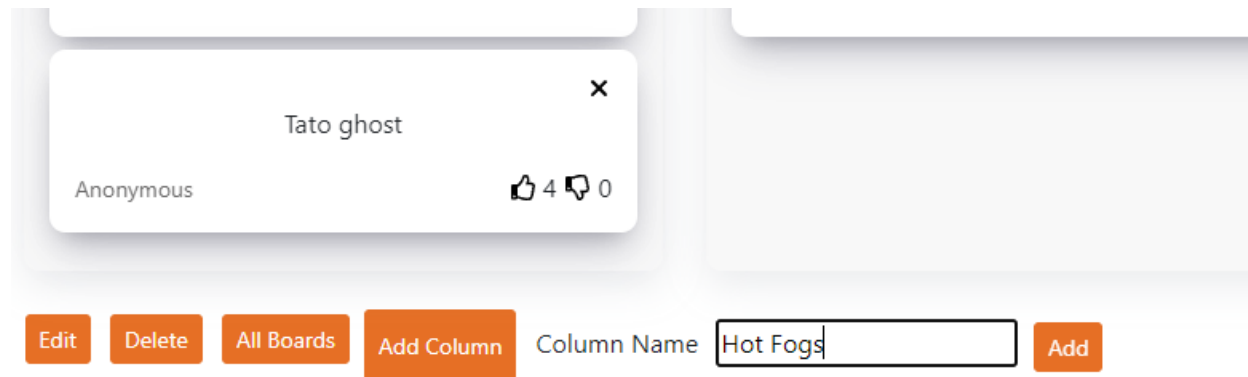 Tato ghost
Anonymous 4 0
Edit Delete All Boards Add Column Column Name Hot Fogs Add